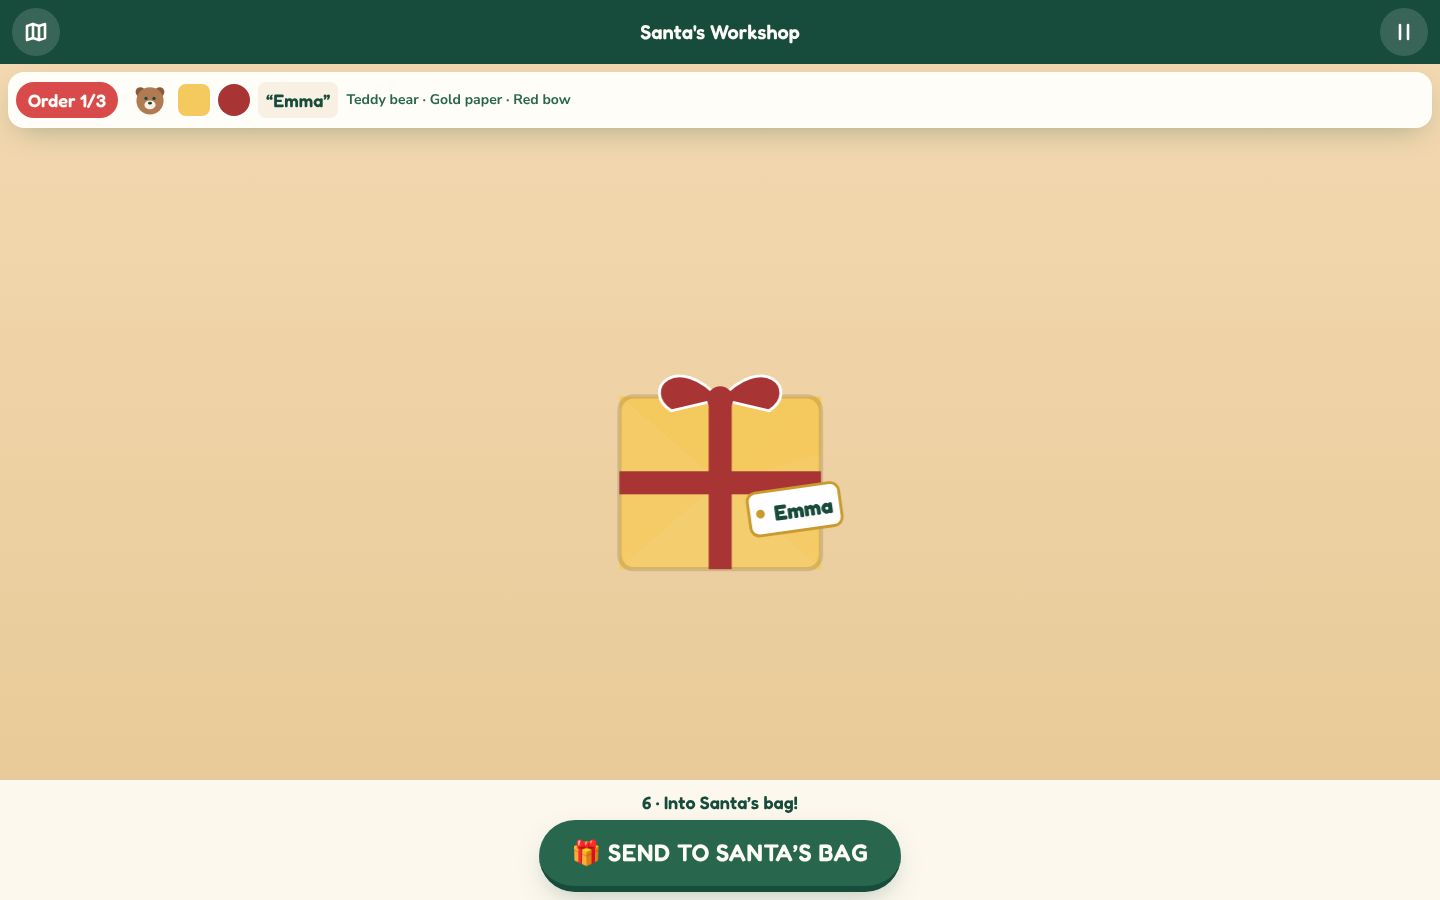 Santa's Workshop
Order 1/3
“Emma”
Teddy bear · Gold paper · Red bow
Emma
6 · Into Santa’s bag!
SEND TO SANTA’S BAG